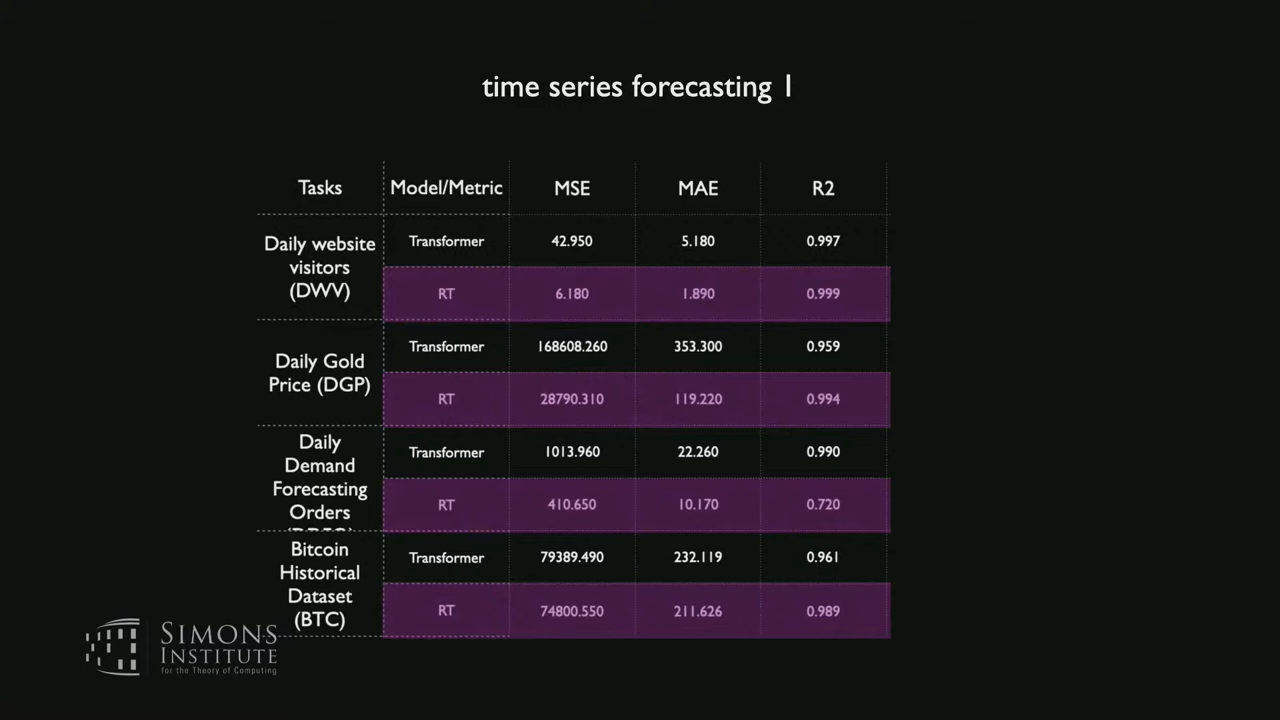 time series forecasting 1
Tasks Model/Metric MSE MAE R2
Daily website
visitors
(DWV)
Transformer 42.950 5.180 0.997
RT 6.180 1.890 0.999
Daily Gold
Price (DGP)
Transformer 168608.260 353.300 0.959
RT 28790.310 119.220 0.994
Daily
Demand
Forecasting
Orders
Transformer 1013.960 22.260 0.990
RT 410.650 10.170 0.720
Bitcoin
Historical
Dataset
(BTC)
Transformer 79389.490 232.119 0.961
RT 74800.550 211.626 0.989
SIMONS
INSTITUTE
for the Theory of Computing